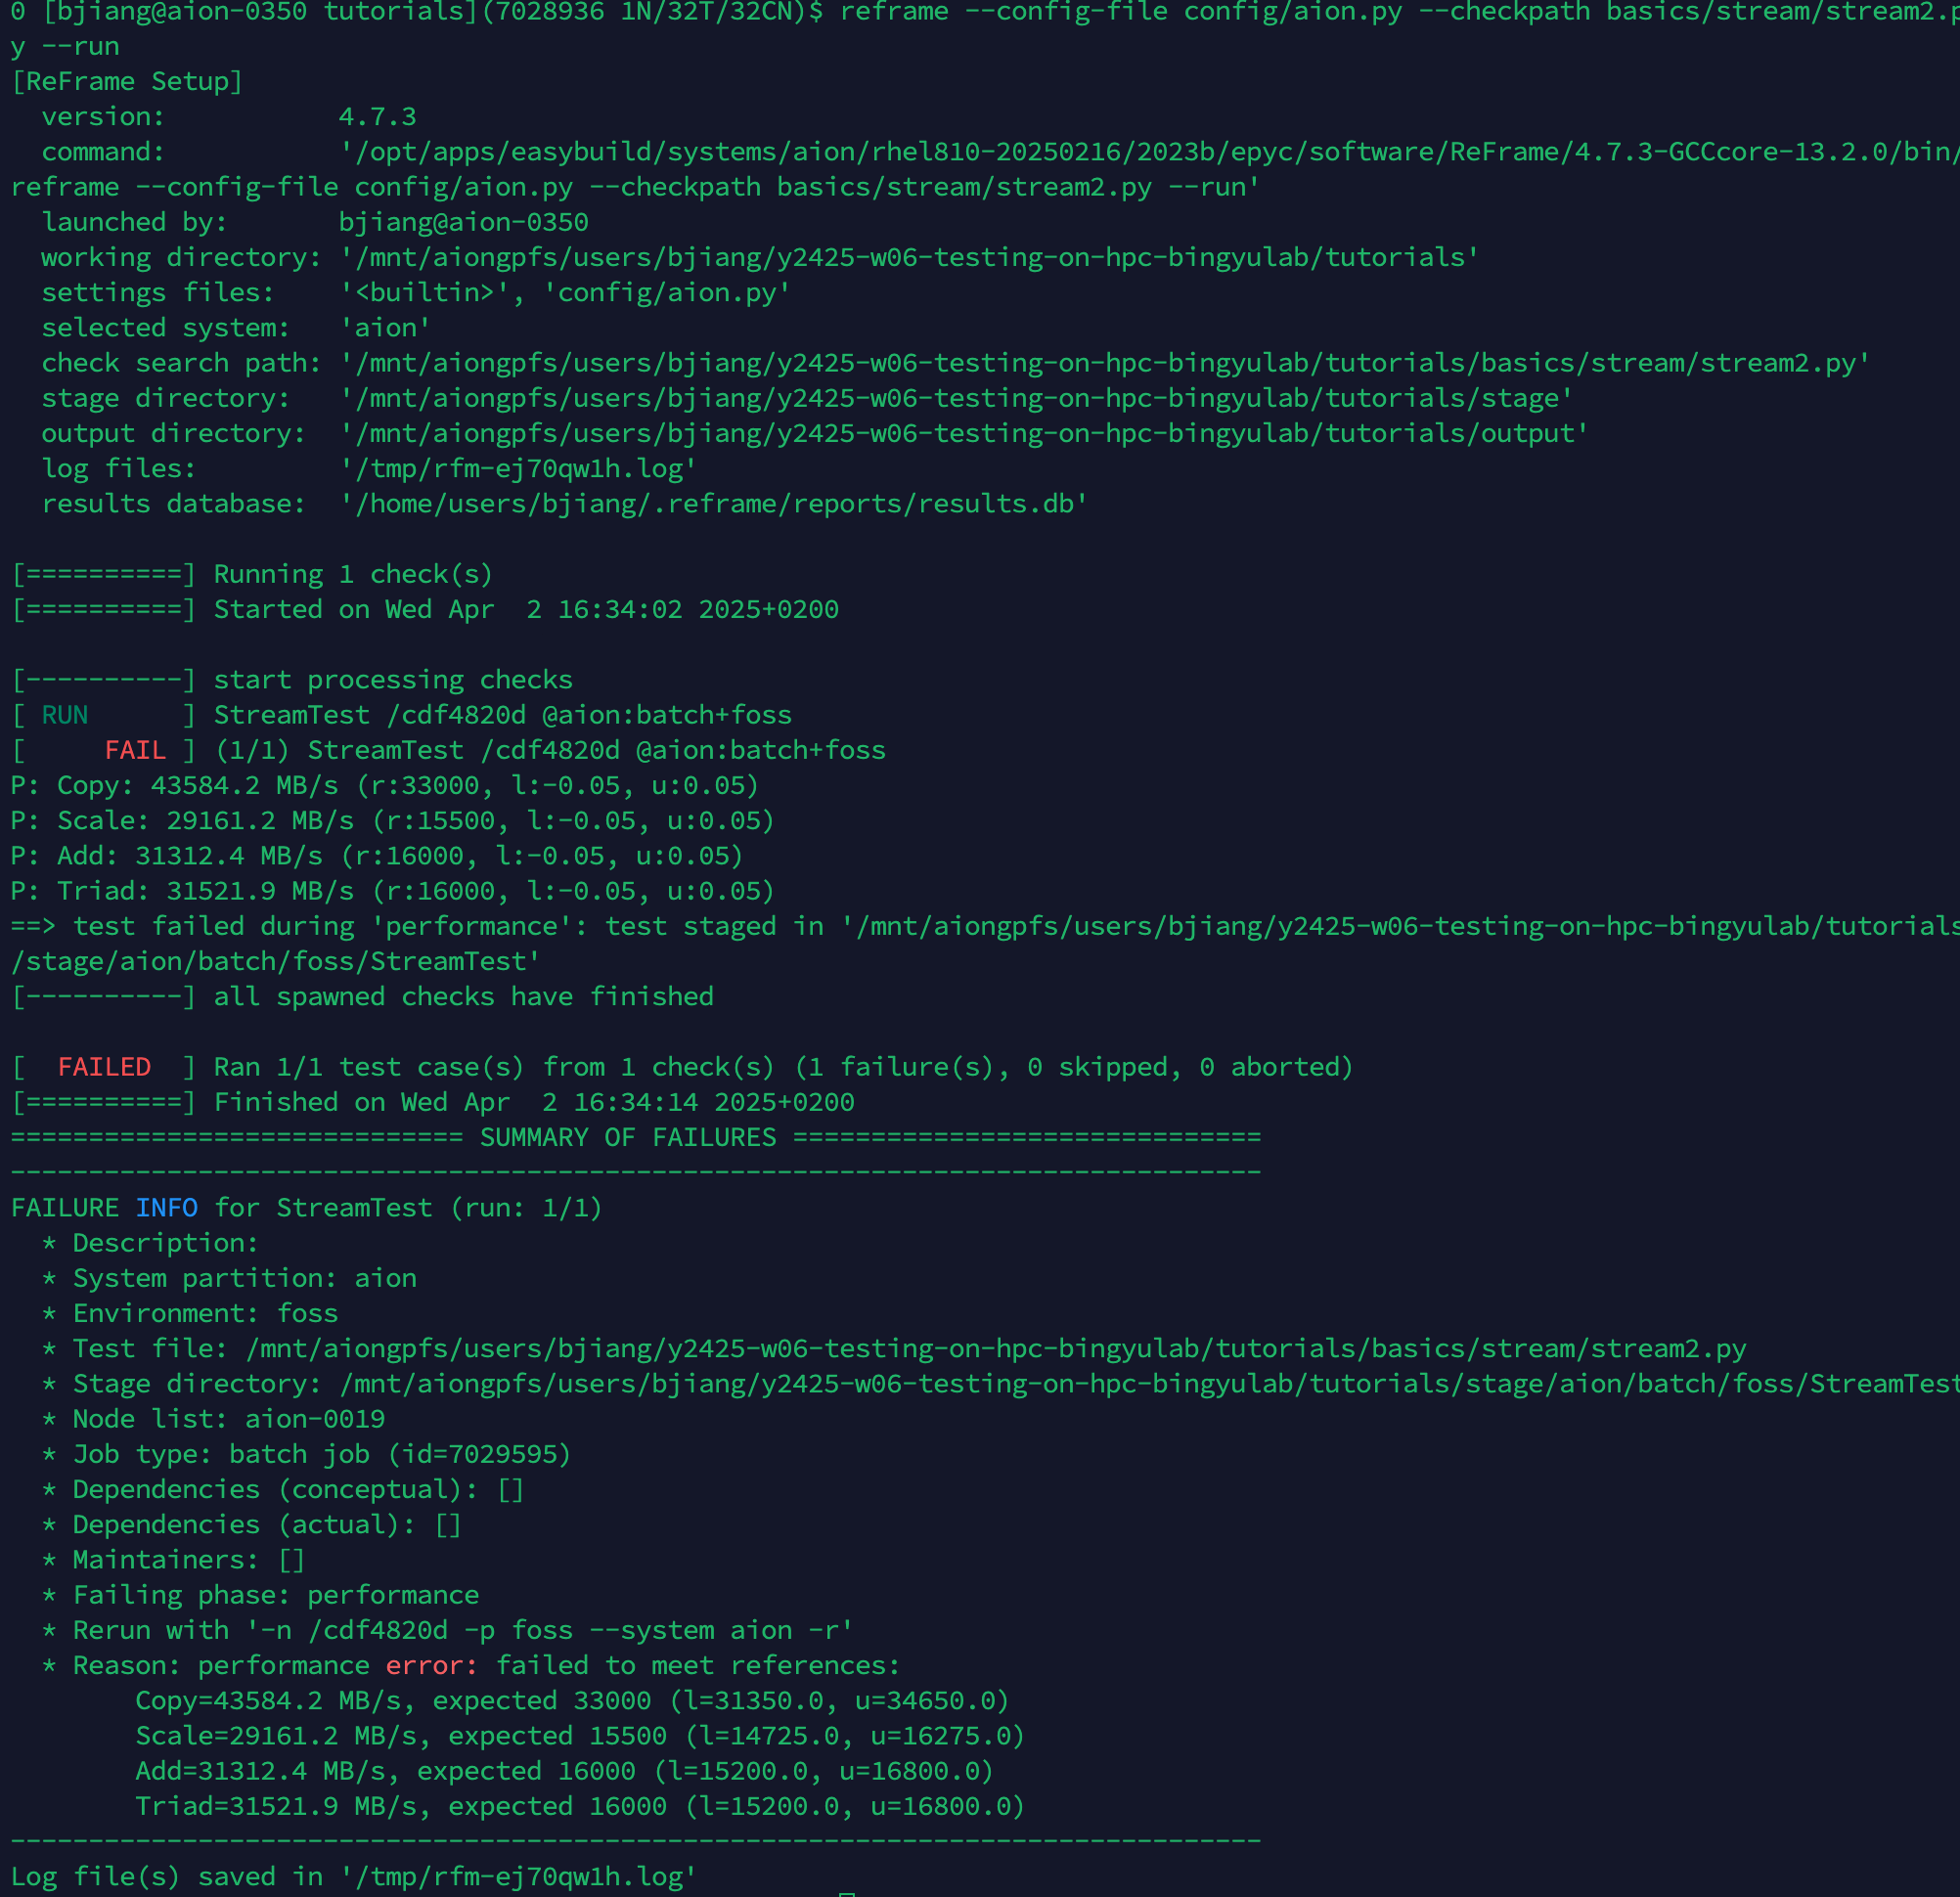 0 [bjiang@aion-0350 tutorials](7028936 1N/32T/32CN)$ reframe --config-file config/aion.py --checkpath basics/stream/stream2.p
y --run
[ReFrame Setup]
  version:           4.7.3
  command:           '/opt/apps/easybuild/systems/aion/rhel810-20250216/2023b/epyc/software/ReFrame/4.7.3-GCCcore-13.2.0/bin/
reframe --config-file config/aion.py --checkpath basics/stream/stream2.py --run'
  launched by:       bjiang@aion-0350
  working directory: '/mnt/aiongpfs/users/bjiang/y2425-w06-testing-on-hpc-bingyulab/tutorials'
  settings files:    '<builtin>', 'config/aion.py'
  selected system:   'aion'
  check search path: '/mnt/aiongpfs/users/bjiang/y2425-w06-testing-on-hpc-bingyulab/tutorials/basics/stream/stream2.py'
  stage directory:   '/mnt/aiongpfs/users/bjiang/y2425-w06-testing-on-hpc-bingyulab/tutorials/stage'
  output directory:  '/mnt/aiongpfs/users/bjiang/y2425-w06-testing-on-hpc-bingyulab/tutorials/output'
  log files:         '/tmp/rfm-ej70qw1h.log'
  results database:  '/home/users/bjiang/.reframe/reports/results.db'

[==========] Running 1 check(s)
[==========] Started on Wed Apr  2 16:34:02 2025+0200

[----------] start processing checks
[ RUN      ] StreamTest /cdf4820d @aion:batch+foss
[     FAIL ] (1/1) StreamTest /cdf4820d @aion:batch+foss
P: Copy: 43584.2 MB/s (r:33000, l:-0.05, u:0.05)
P: Scale: 29161.2 MB/s (r:15500, l:-0.05, u:0.05)
P: Add: 31312.4 MB/s (r:16000, l:-0.05, u:0.05)
P: Triad: 31521.9 MB/s (r:16000, l:-0.05, u:0.05)
==> test failed during 'performance': test staged in '/mnt/aiongpfs/users/bjiang/y2425-w06-testing-on-hpc-bingyulab/tutorials
/stage/aion/batch/foss/StreamTest'
[----------] all spawned checks have finished

[  FAILED  ] Ran 1/1 test case(s) from 1 check(s) (1 failure(s), 0 skipped, 0 aborted)
[==========] Finished on Wed Apr  2 16:34:14 2025+0200
============================= SUMMARY OF FAILURES ==============================
--------------------------------------------------------------------------------
FAILURE INFO for StreamTest (run: 1/1)
  * Description:
  * System partition: aion
  * Environment: foss
  * Test file: /mnt/aiongpfs/users/bjiang/y2425-w06-testing-on-hpc-bingyulab/tutorials/basics/stream/stream2.py
  * Stage directory: /mnt/aiongpfs/users/bjiang/y2425-w06-testing-on-hpc-bingyulab/tutorials/stage/aion/batch/foss/StreamTest
  * Node list: aion-0019
  * Job type: batch job (id=7029595)
  * Dependencies (conceptual): []
  * Dependencies (actual): []
  * Maintainers: []
  * Failing phase: performance
  * Rerun with '-n /cdf4820d -p foss --system aion -r'
  * Reason: performance error: failed to meet references:
        Copy=43584.2 MB/s, expected 33000 (l=31350.0, u=34650.0)
        Scale=29161.2 MB/s, expected 15500 (l=14725.0, u=16275.0)
        Add=31312.4 MB/s, expected 16000 (l=15200.0, u=16800.0)
        Triad=31521.9 MB/s, expected 16000 (l=15200.0, u=16800.0)
--------------------------------------------------------------------------------
Log file(s) saved in '/tmp/rfm-ej70qw1h.log'